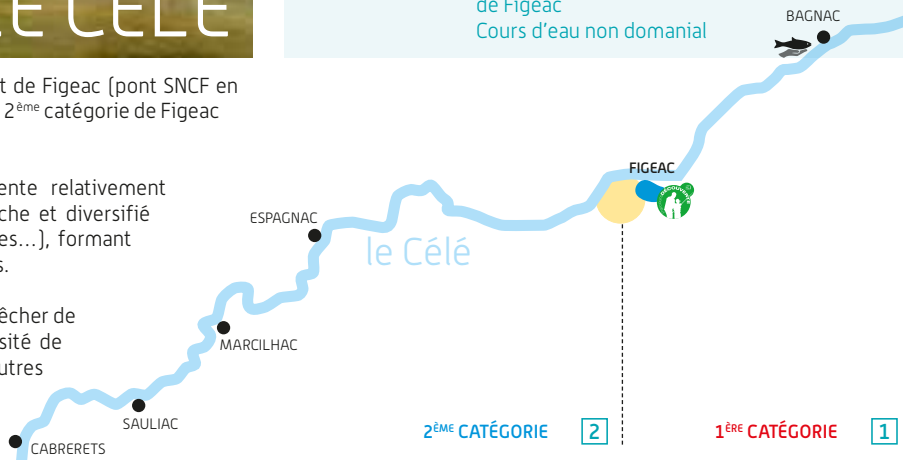 LE CÉLÉ
de Figeac
Cours d'eau non domanial
t de Figeac (pont SNCF en
2ème catégorie de Figeac
ente relativement
che et diversifié
es...), formant
s.
êcher de
sité de
utres
BAGNAC
FIGEAC
DÉCOUVERTE
ESPAGNAC
le Célé
MARCILHAC
SAULIAC
CABRERETS
2ÈME CATÉGORIE 2
1ÈRE CATÉGORIE 1